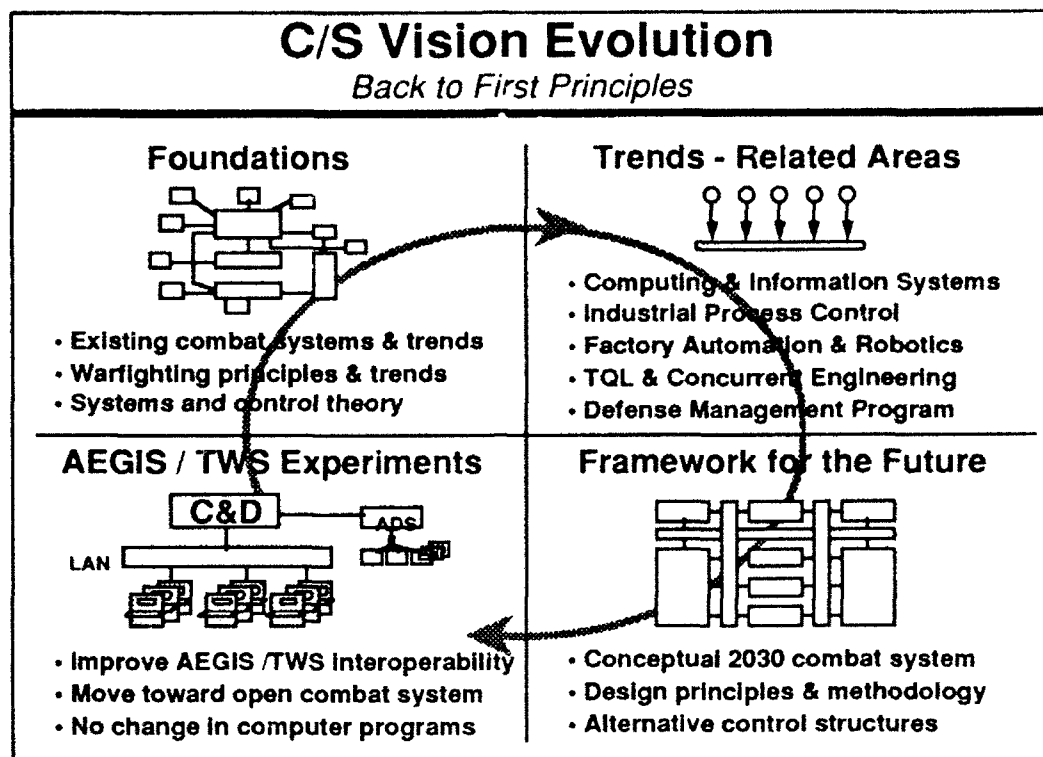 C/S Vision Evolution
Back to First Principles
Foundations
• Existing combat systems & trends
• Warfighting principles & trends
• Systems and control theory
Trends - Related Areas
• Computing & Information Systems
• Industrial Process Control
• Factory Automation & Robotics
• TQL & Concurrent Engineering
• Defense Management Program
AEGIS / TWS Experiments
C&D
ADS
LAN
• Improve AEGIS /TWS interoperability
• Move toward open combat system
• No change in computer programs
Framework for the Future
• Conceptual 2030 combat system
• Design principles & methodology
• Alternative control structures